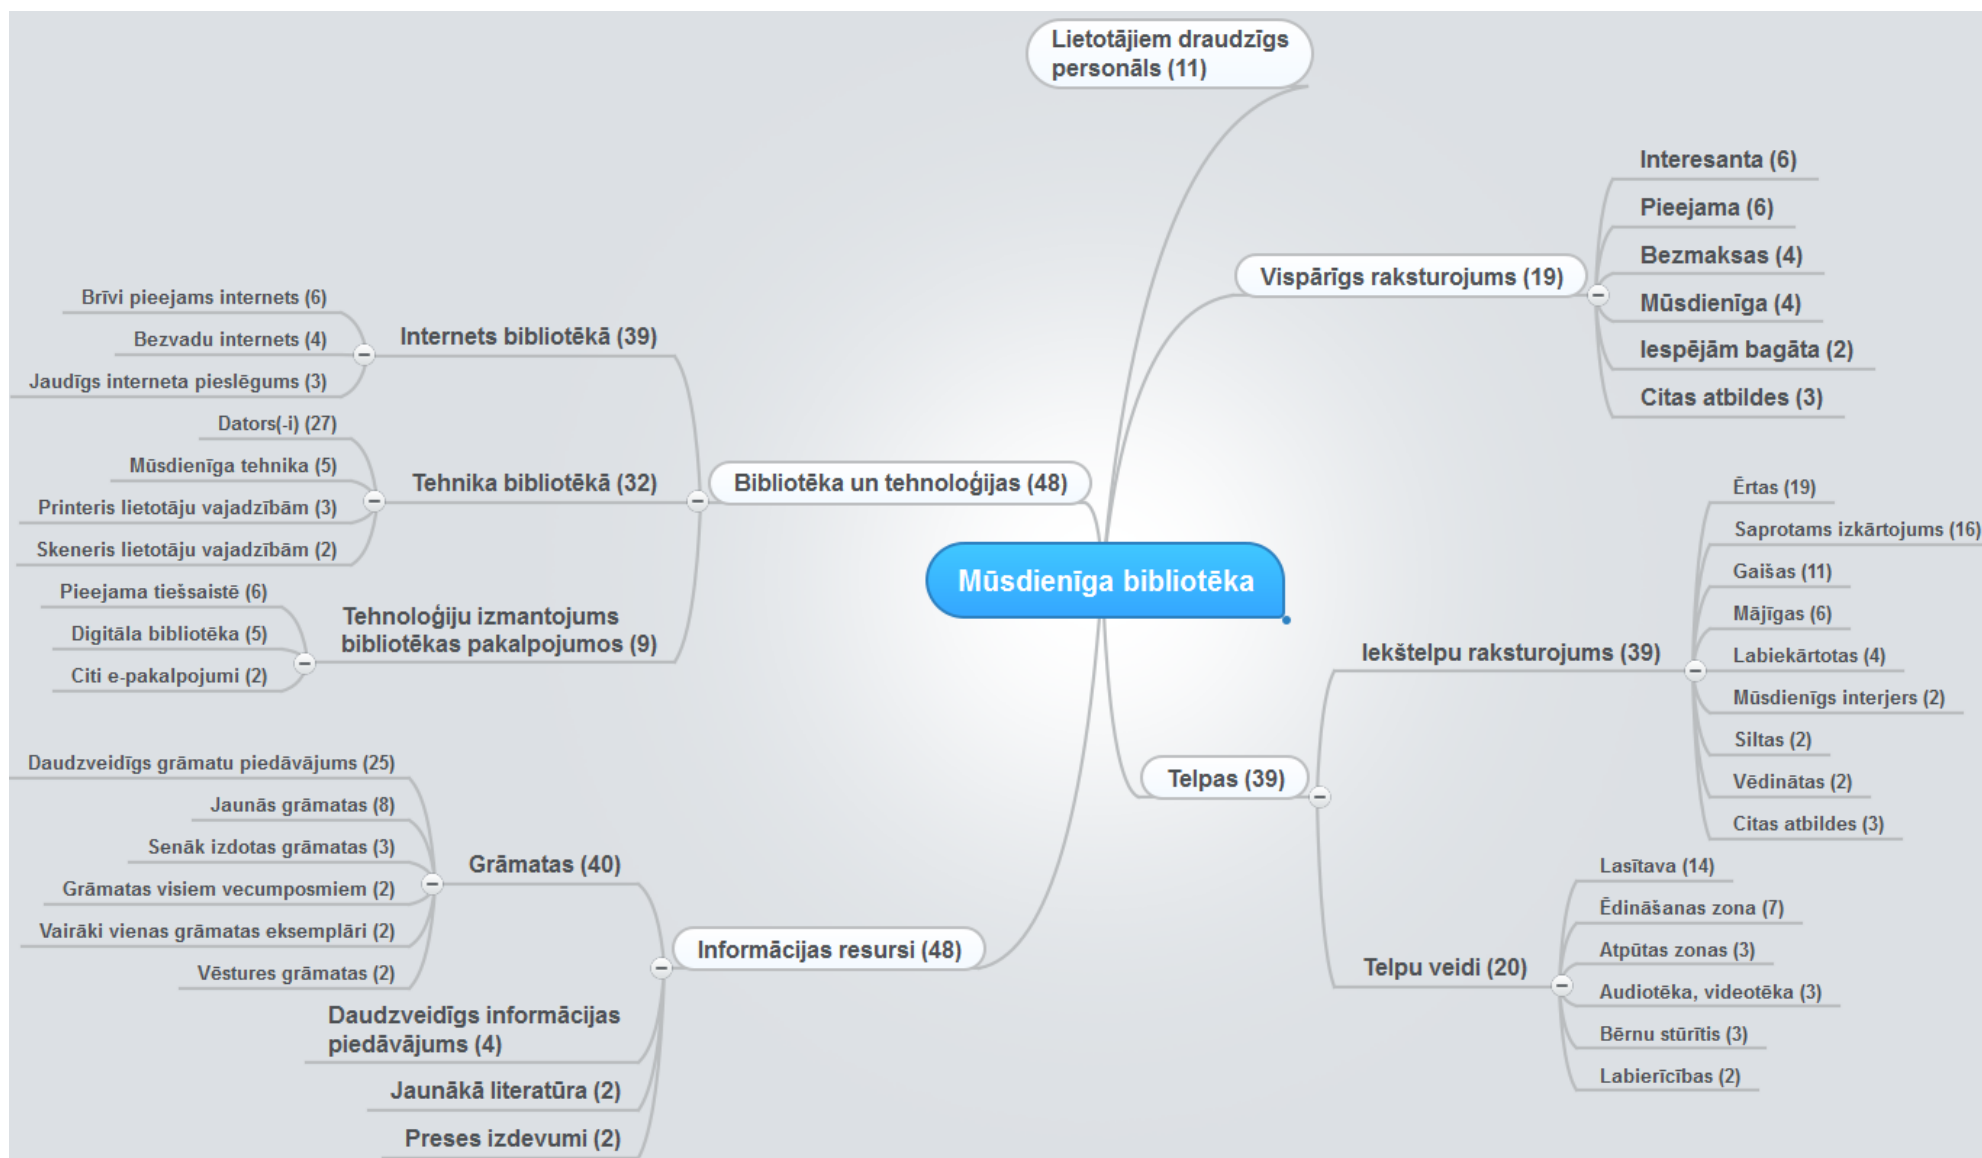 Lietotājiem draudzīgs
personāls (11)
Vispārīgs raksturojums (19)
Interesanta (6)
Pieejama (6)
Bezmaksas (4)
Mūsdienīga (4)
Iespējām bagāta (2)
Citas atbildes (3)
Brīvi pieejams internets (6)
Bezvadu internets (4)
Jaudīgs interneta pieslēgums (3)
Internets bibliotēkā (39)
Dators(-i) (27)
Mūsdienīga tehnika (5)
Printeris lietotāju vajadzībām (3)
Skeneris lietotāju vajadzībām (2)
Tehnika bibliotēkā (32)
Pieejama tiešsaistē (6)
Digitāla bibliotēka (5)
Citi e-pakalpojumi (2)
Tehnoloģiju izmantojums
bibliotēkas pakalpojumos (9)
Bibliotēka un tehnoloģijas (48)
Mūsdienīga bibliotēka
Telpas (39)
Iekštelpu raksturojums (39)
Ērtas (19)
Saprotams izkārtojums (16)
Gaišas (11)
Mājīgas (6)
Labiekārtotas (4)
Mūsdienīgs interjers (2)
Siltas (2)
Vēdinātas (2)
Citas atbildes (3)
Telpu veidi (20)
Lasītava (14)
Ēdināšanas zona (7)
Atpūtas zonas (3)
Audiotēka, videotēka (3)
Bērnu stūrītis (3)
Labierīcības (2)
Daudzveidīgs grāmatu piedāvājums (25)
Jaunās grāmatas (8)
Senāk izdotas grāmatas (3)
Grāmatas visiem vecumposmiem (2)
Vairāki vienas grāmatas eksemplāri (2)
Vēstures grāmatas (2)
Grāmatas (40)
Informācijas resursi (48)
Daudzveidīgs informācijas
piedāvājums (4)
Jaunākā literatūra (2)
Preses izdevumi (2)